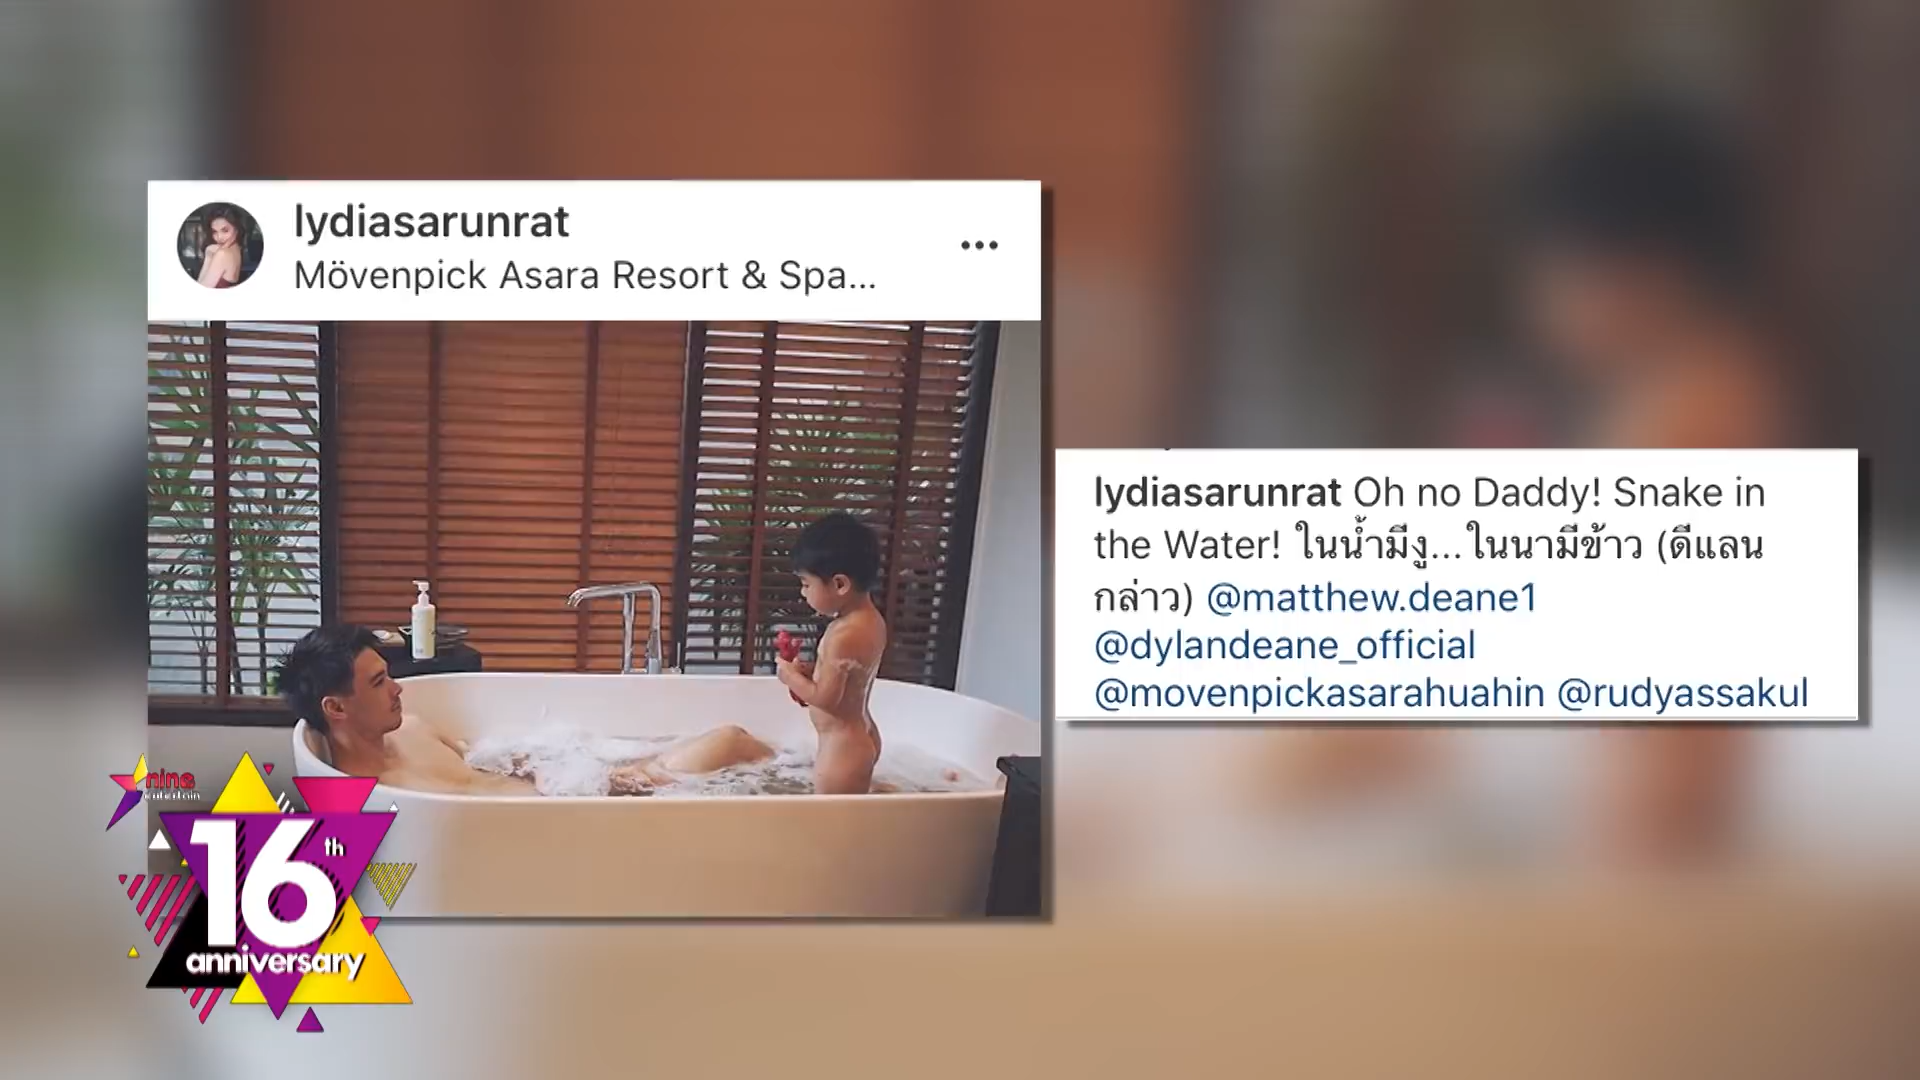 lydiasarunrat
Mövenpick Asara Resort & Spa...
lydiasarunrat Oh no Daddy! Snake in
the Water! ในน้ำมีงู...ในนามีข้าว (ดีแลน
กล่าว) @matthew.deane1
@dylandeane_official
@movenpickasarahuahin @rudyassakul
nine
entertain
16th
anniversary